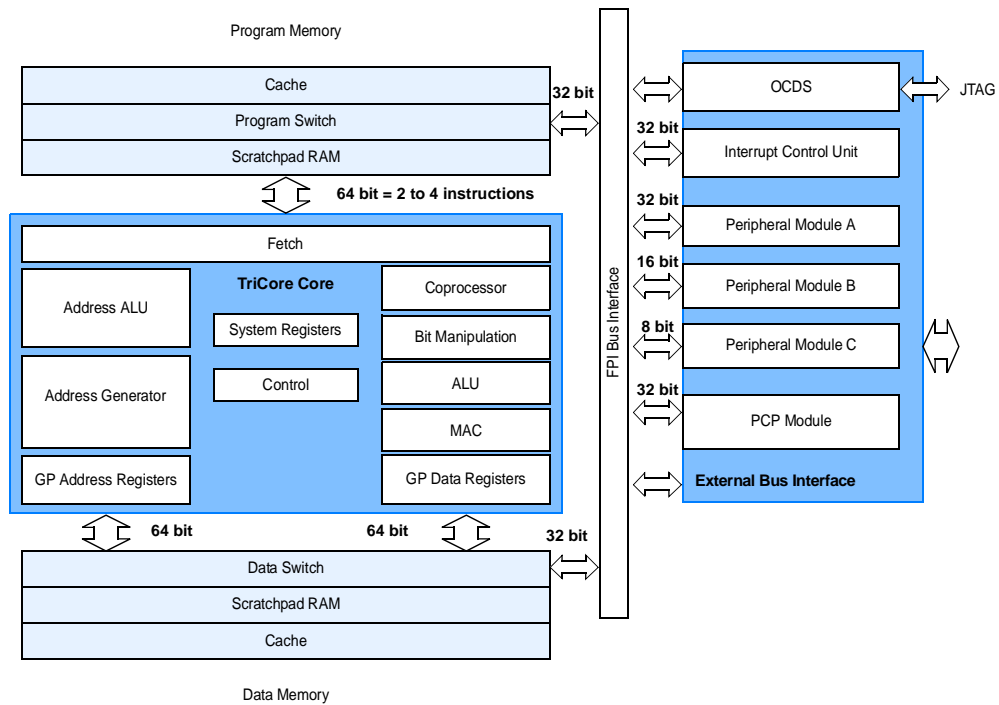 Program Memory
Cache
Program Switch
Scratchpad RAM
32 bit
64 bit = 2 to 4 instructions
Fetch
TriCore Core
Address ALU
Address Generator
GP Address Registers
System Registers
Control
Coprocessor
Bit Manipulation
ALU
MAC
GP Data Registers
64 bit
64 bit
32 bit
Data Switch
Scratchpad RAM
Cache
Data Memory
FPI Bus Interface
OCDS
JTAG
32 bit
Interrupt Control Unit
32 bit
Peripheral Module A
16 bit
Peripheral Module B
8 bit
Peripheral Module C
32 bit
PCP Module
External Bus Interface